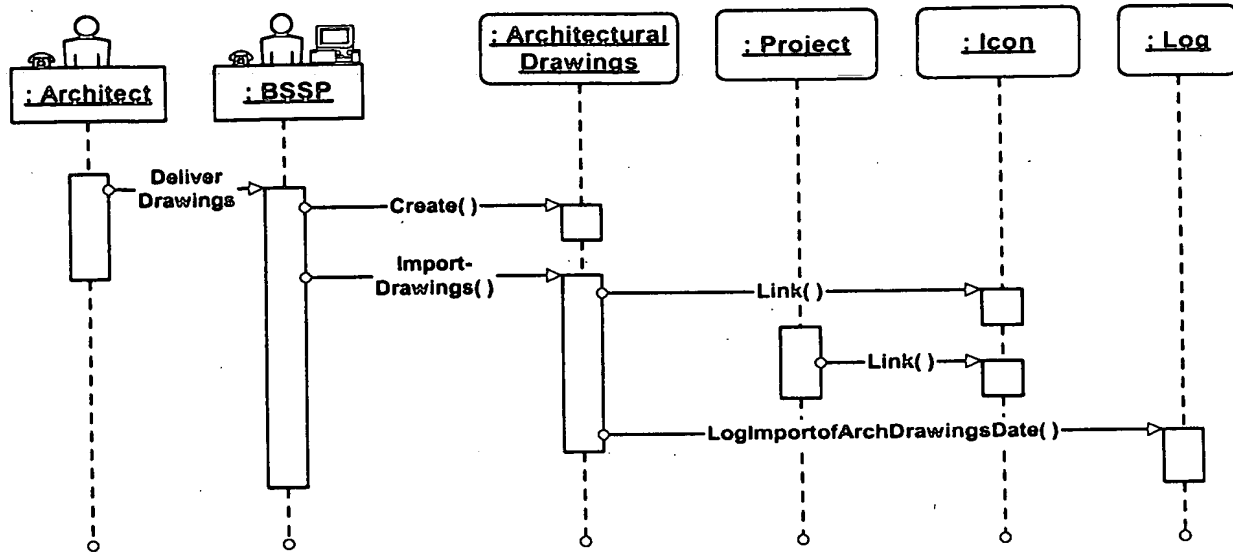 : Architect
: BSSP
: Architectural
Drawings
: Project
: Icon
: Log
Deliver
Drawings
Create( )
Import-
Drawings( )
Link( )
Link( )
LogImportofArchDrawingsDate( )